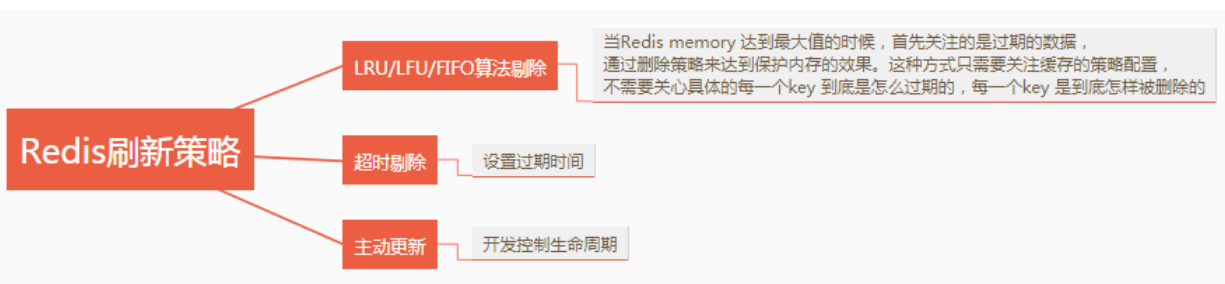 Redis刷新策略
LRU/LFU/FIFO算法剔除
当Redis memory 达到最大值的时候，首先关注的是过期的数据，
通过删除策略来达到保护内存的效果。这种方式只需要关注缓存的策略配置，
不需要关心具体的每一个key 到底是怎么过期的，每一个key 是到底怎样被删除的
超时剔除
设置过期时间
主动更新
开发控制生命周期